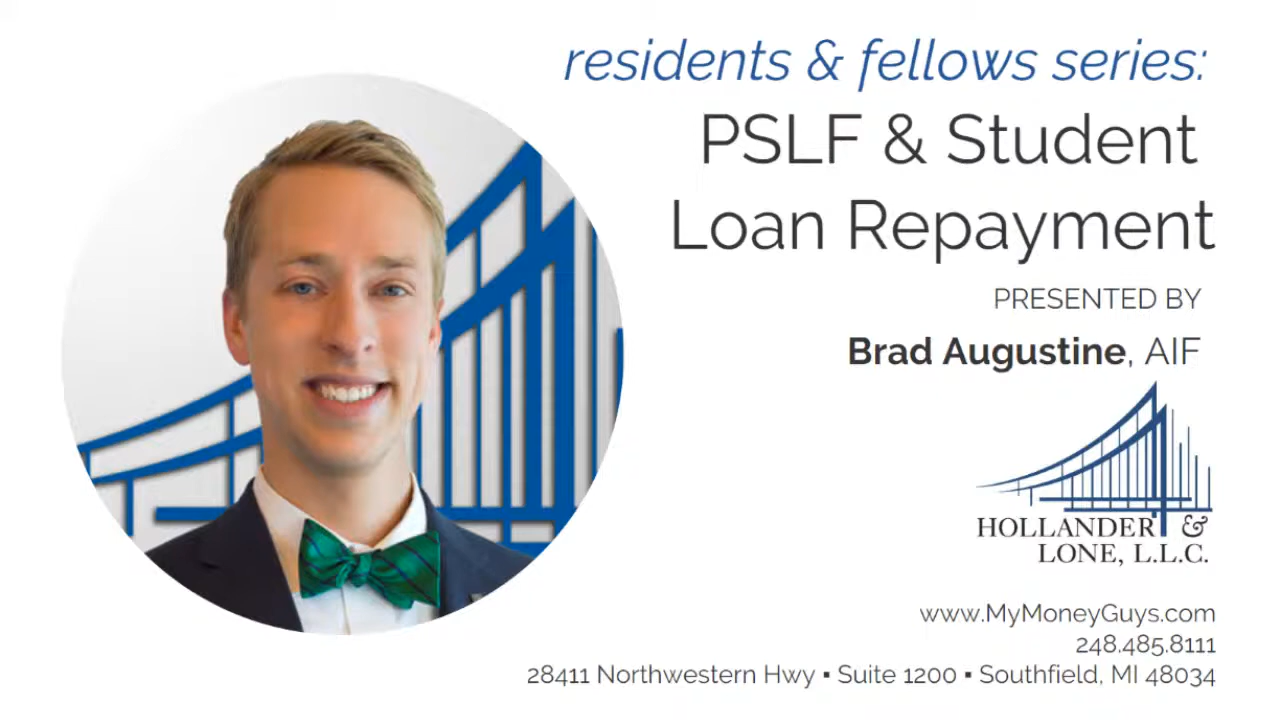 residents & fellows series:
PSLF & Student
Loan Repayment
PRESENTED BY
Brad Augustine, AIF
HOLLANDER &
LONE, L.L.C.
www.MyMoneyGuys.com
248.485.8111
28411 Northwestern Hwy ▪ Suite 1200 ▪ Southfield, MI 48034